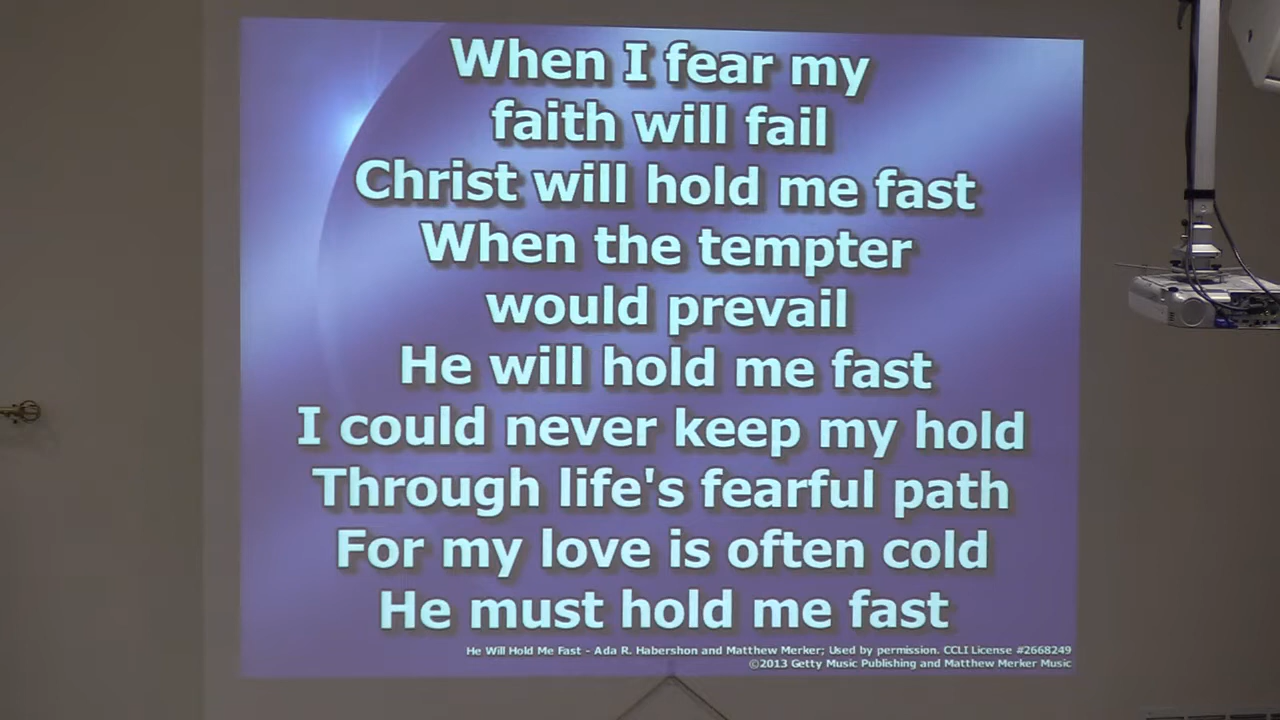 When I fear my
faith will fail
Christ will hold me fast
When the tempter
would prevail
He will hold me fast
I could never keep my hold
Through life's fearful path
For my love is often cold
He must hold me fast
He Will Hold Me Fast - Ada R. Habershon and Matthew Merker; Used by permission. CCLI License #2668249
©2013 Getty Music Publishing and Matthew Merker Music